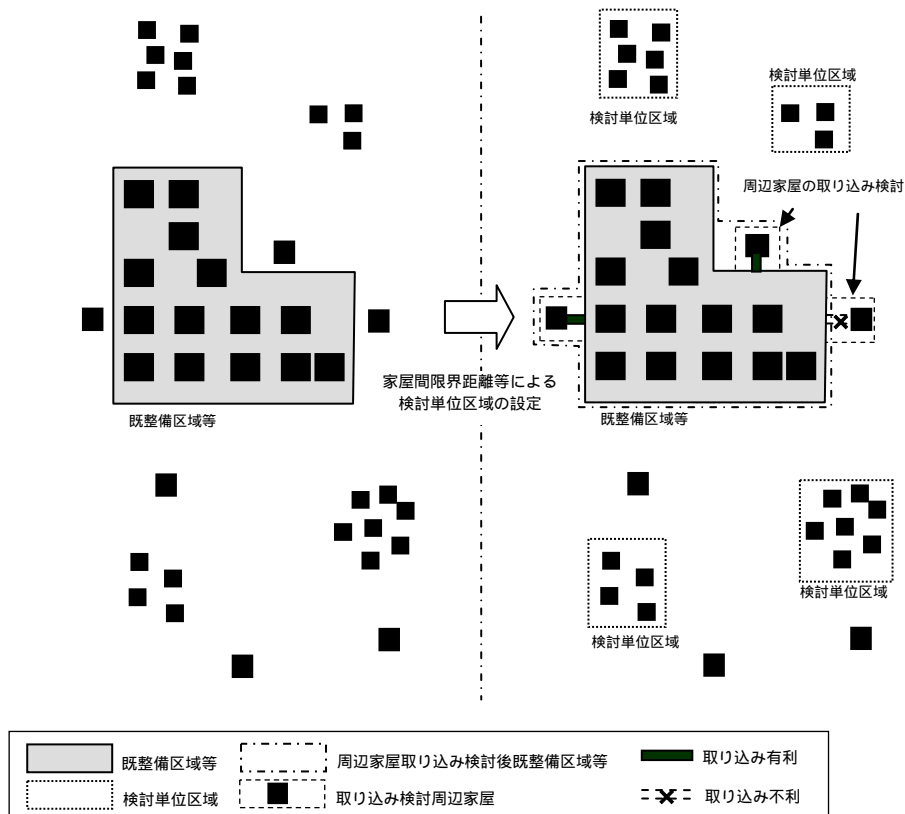 検討単位区域
検討単位区域
周辺家屋の取り込み検討
家屋間限界距離等による
検討単位区域の設定
既整備区域等
既整備区域等
検討単位区域
検討単位区域
既整備区域等
周辺家屋取り込み検討後既整備区域等
取り込み有利
検討単位区域
取り込み検討周辺家屋
取り込み不利